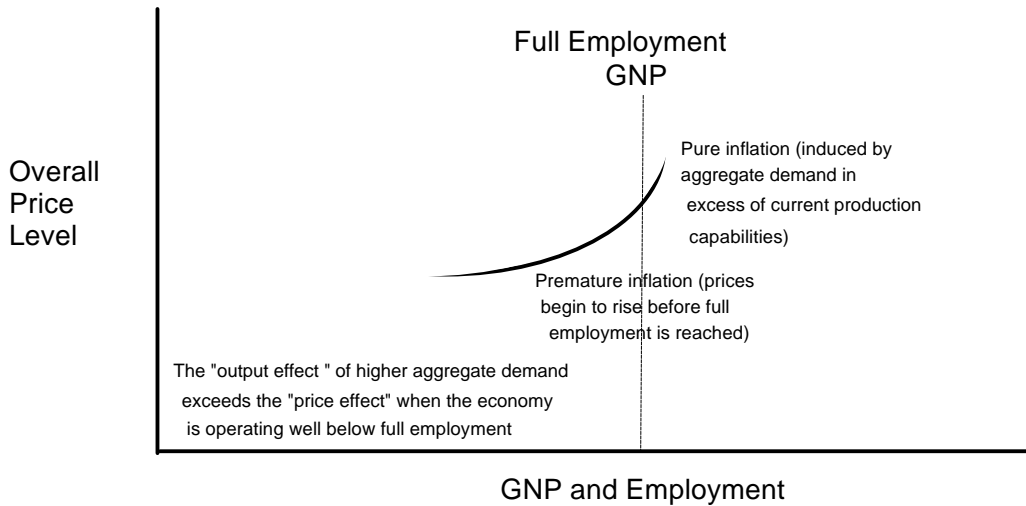 Full Employment
GNP
Overall
Price
Level
Pure inflation (induced by
aggregate demand in
excess of current production
capabilities)
Premature inflation (prices
begin to rise before full
employment is reached)
The "output effect " of higher aggregate demand
exceeds the "price effect" when the economy
is operating well below full employment
GNP and Employment